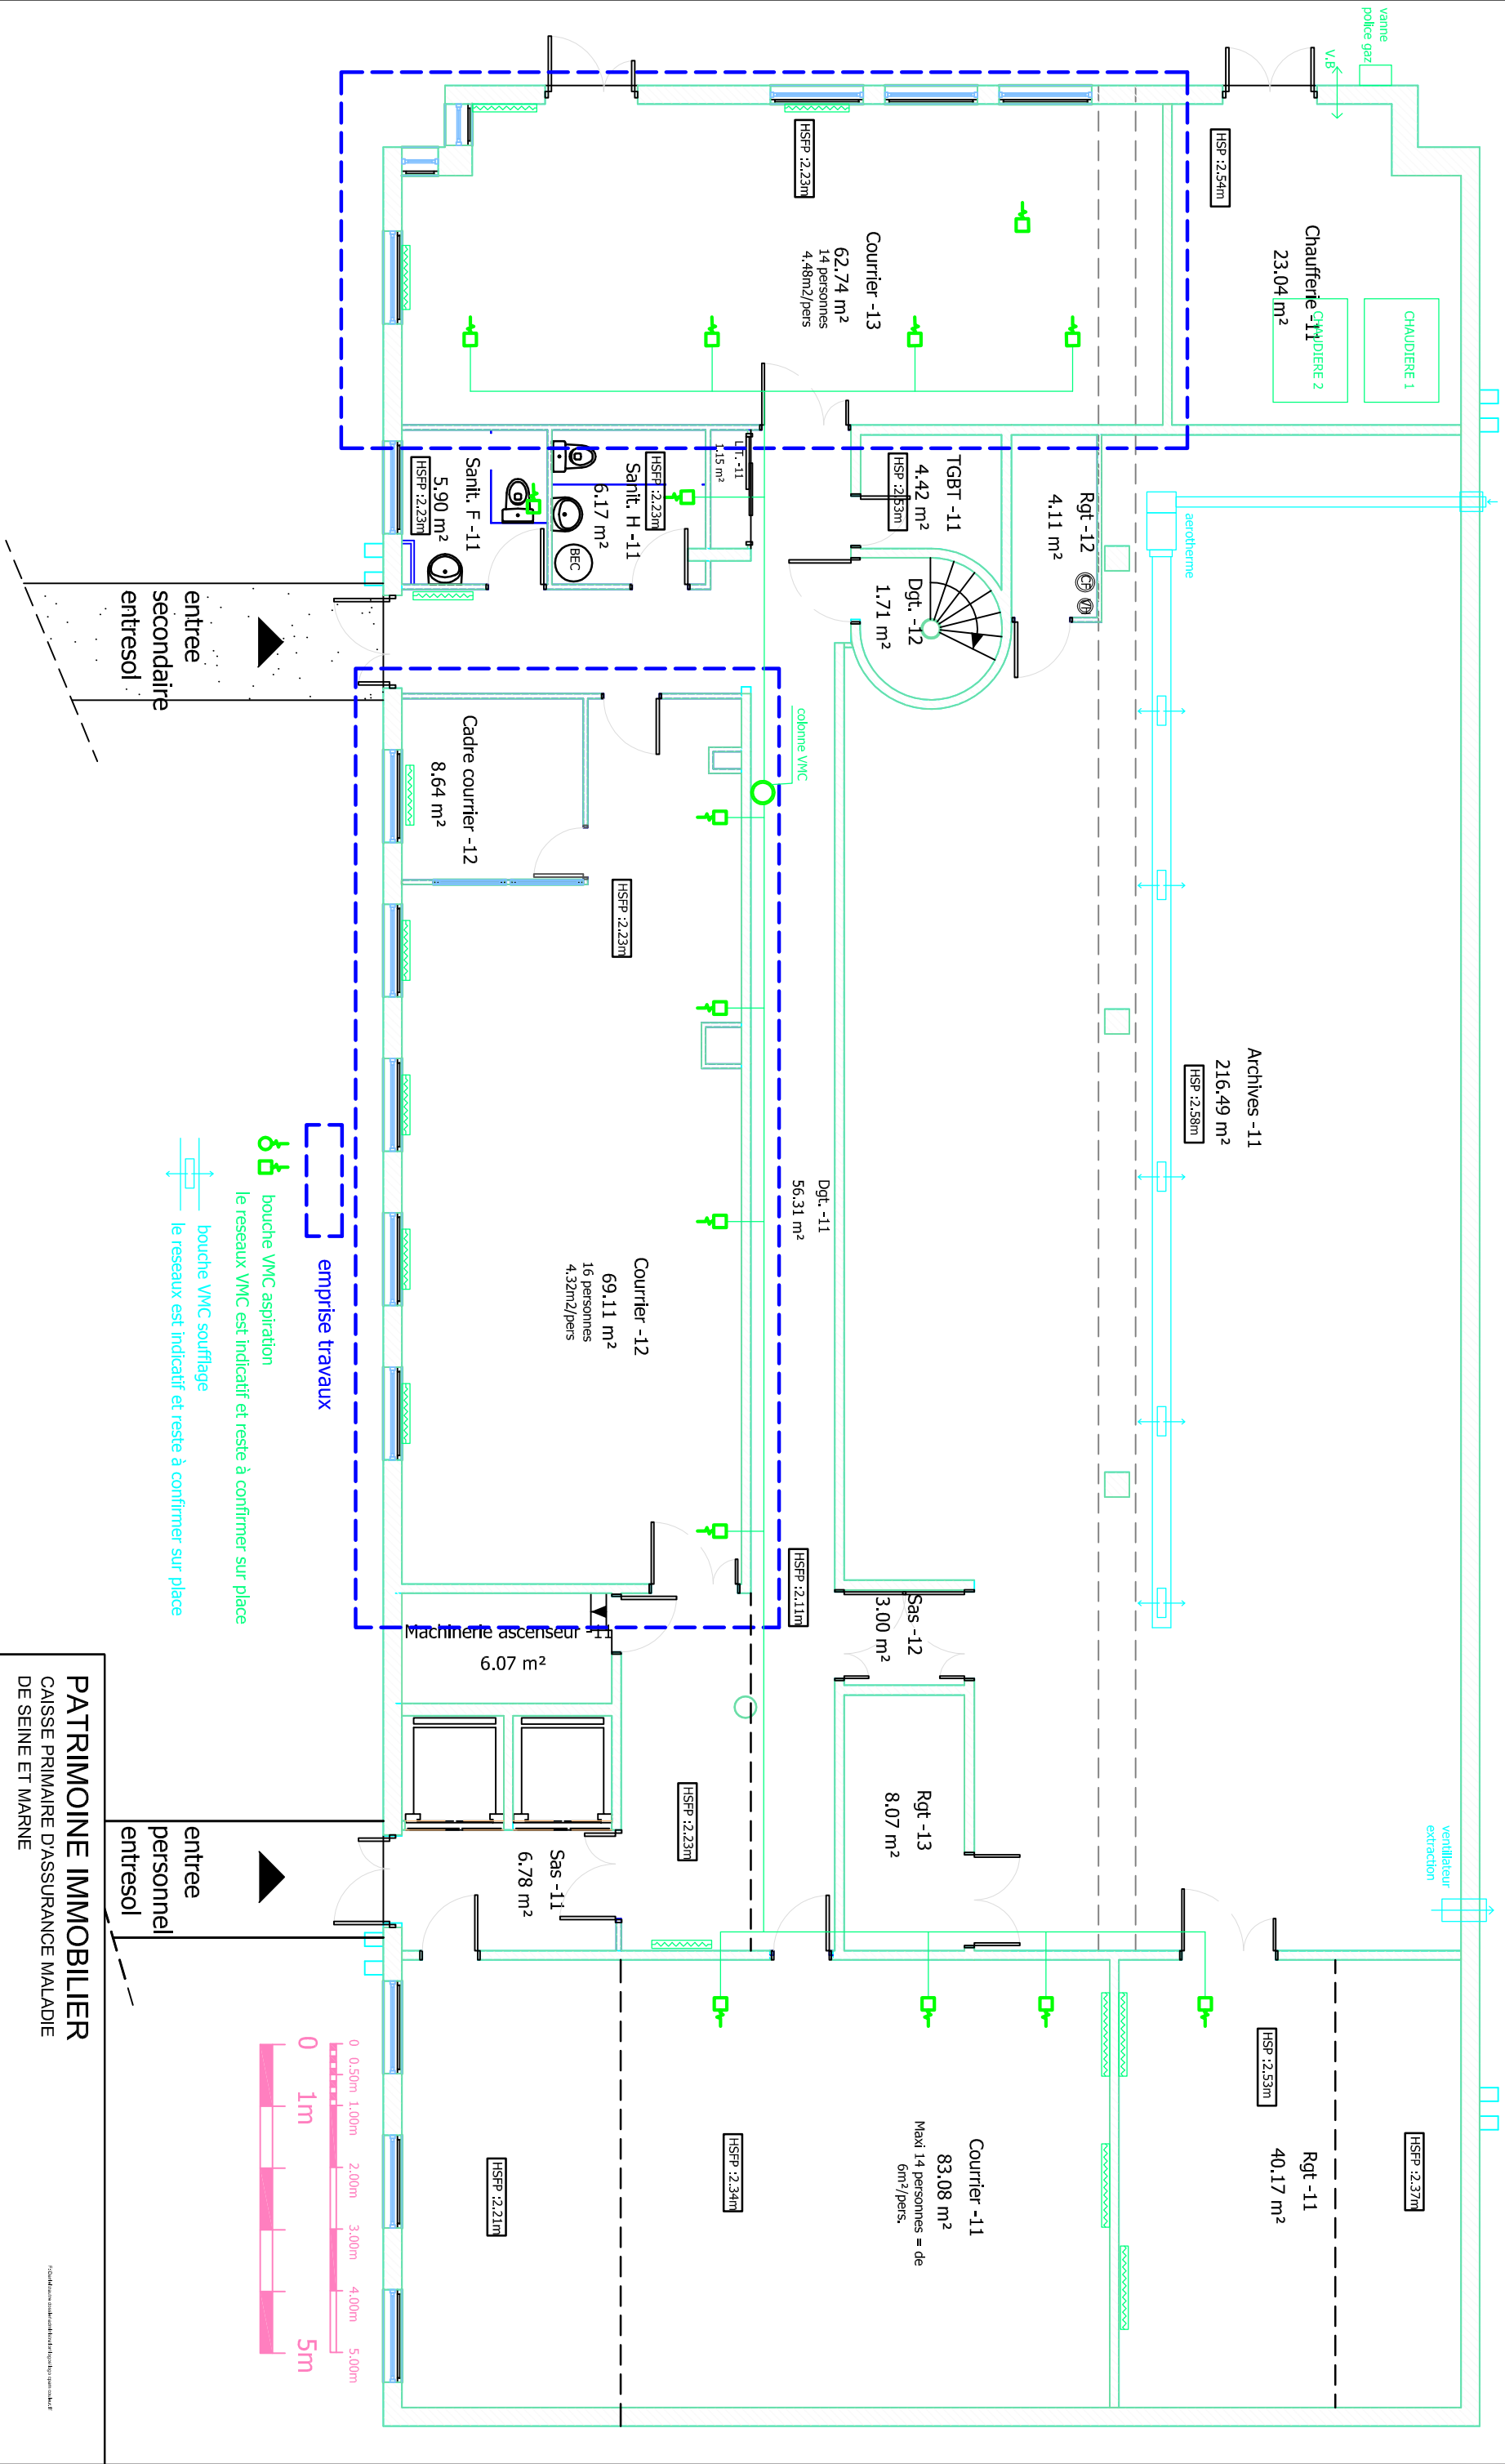 vanne
police gaz
V.B
HSP :2.54m
Chaufferie -11
23.04 m²
CHAUDIERE 1
CHAUDIERE 2
HSFP :2.23m
Courrier -13
62.74 m²
14 personnes
4.48m2/pers
Sanit. F -11
5.90 m²
HSFP :2.23m
Sanit. H -11
6.17 m²
HSFP :2.23m
BEC
L.T. -11
1.15 m²
TGBT -11
4.42 m²
HSP :2.53m
Rgt -12
4.11 m²
CF
VB
Dgt. -12
1.71 m²
aerotherme
entree
secondaire
entresol
Cadre courrier -12
8.64 m²
colonne VMC
HSFP :2.23m
Archives -11
216.49 m²
HSP :2.58m
Dgt. -11
56.31 m²
Courrier -12
69.11 m²
16 personnes
4.32m2/pers
emprise travaux
bouche VMC aspiration
le reseaux VMC est indicatif et reste à confirmer sur place
bouche VMC soufflage
le reseaux est indicatif et reste à confirmer sur place
HSFP :2.11m
Sas -12
3.00 m²
Machinerie ascenseur -11
6.07 m²
HSFP :2.23m
Rgt -13
8.07 m²
Sas -11
6.78 m²
ventillateur
extraction
entree
personnel
entresol
HSP :2.53m
Rgt -11
40.17 m²
HSFP :2.37m
Courrier -11
83.08 m²
Maxi 14 personnes = de
6m²/pers.
HSFP :2.34m
HSFP :2.21m
0 0.50m 1.00m 2.00m 3.00m 4.00m 5.00m
0 1m 5m
PATRIMOINE IMMOBILIER
CAISSE PRIMAIRE D'ASSURANCE MALADIE
DE SEINE ET MARNE